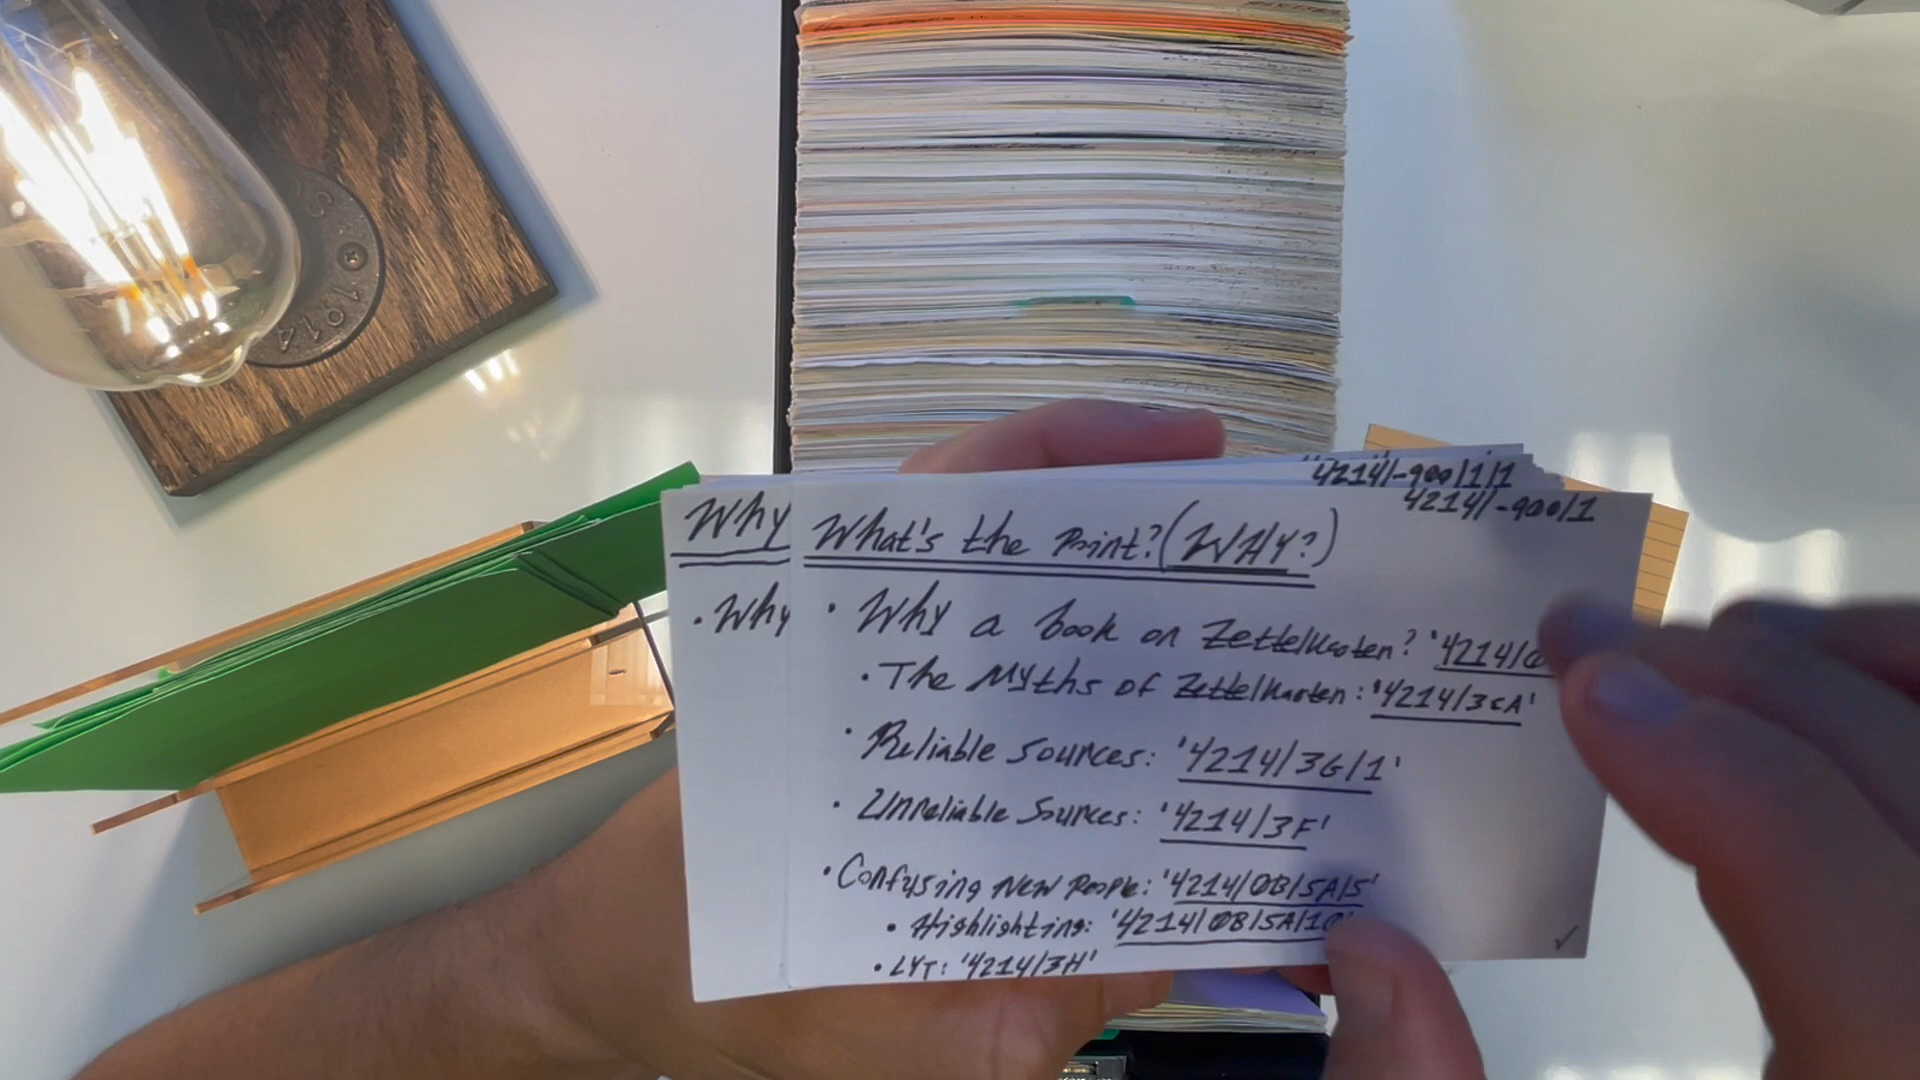 4214/-900/1/1
4214/-900/1
Why
What's the Point? (WHY?)
• Why
• Why a book on Zettelkasten? '4214/0
• The Myths of Zettelkasten: '4214/3CA'
• Reliable Sources: '4214/3G/1'
• Unreliable Sources: '4214/3F'
• Confusing New People: '4214/0B/5A/5'
• Highlighting: '4214/0B/5A/10'
• LYT: '4214/3H'
✓
1914